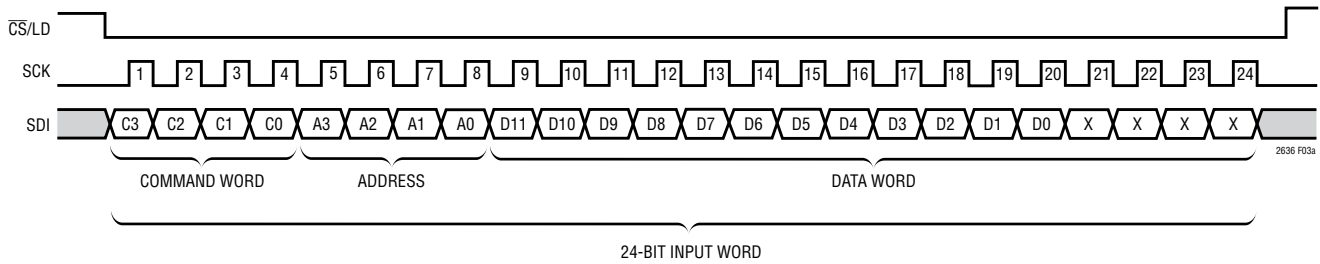 CS/LD
SCK
1 2 3 4 5 6 7 8 9 10 11 12 13 14 15 16 17 18 19 20 21 22 23 24
SDI
C3 C2 C1 C0 A3 A2 A1 A0 D11 D10 D9 D8 D7 D6 D5 D4 D3 D2 D1 D0 X X X X
2636 F03a
COMMAND WORD
ADDRESS
DATA WORD
24-BIT INPUT WORD